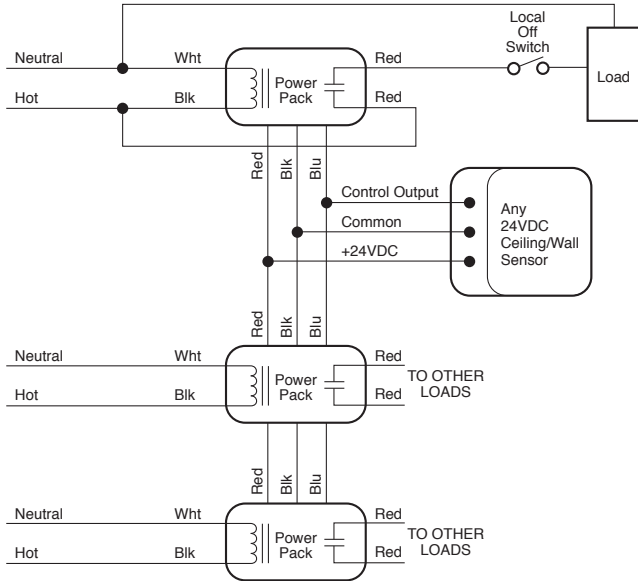 Local
Off
Switch
Neutral Wht Red
Power
Pack
Load
Hot Blk Red
Red Blk Blu
Control Output
Common
+24VDC
Any
24VDC
Ceiling/Wall
Sensor
Red Blk Blu
Neutral Wht Red
Power
Pack
TO OTHER
LOADS
Hot Blk Red
Red Blk Blu
Neutral Wht Red
Power
Pack
TO OTHER
LOADS
Hot Blk Red